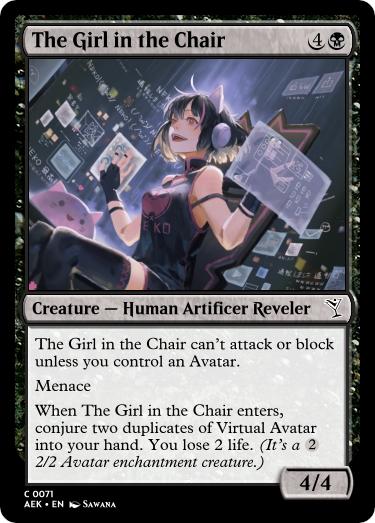 The Girl in the Chair 4
NEKO
EKO
Creature — Human Artificer Reveler
The Girl in the Chair can't attack or block
unless you control an Avatar.
Menace
When The Girl in the Chair enters,
conjure two duplicates of Virtual Avatar
into your hand. You lose 2 life. (It's a 2
2/2 Avatar enchantment creature.)
4/4
C 0071
AEK • EN Sawana